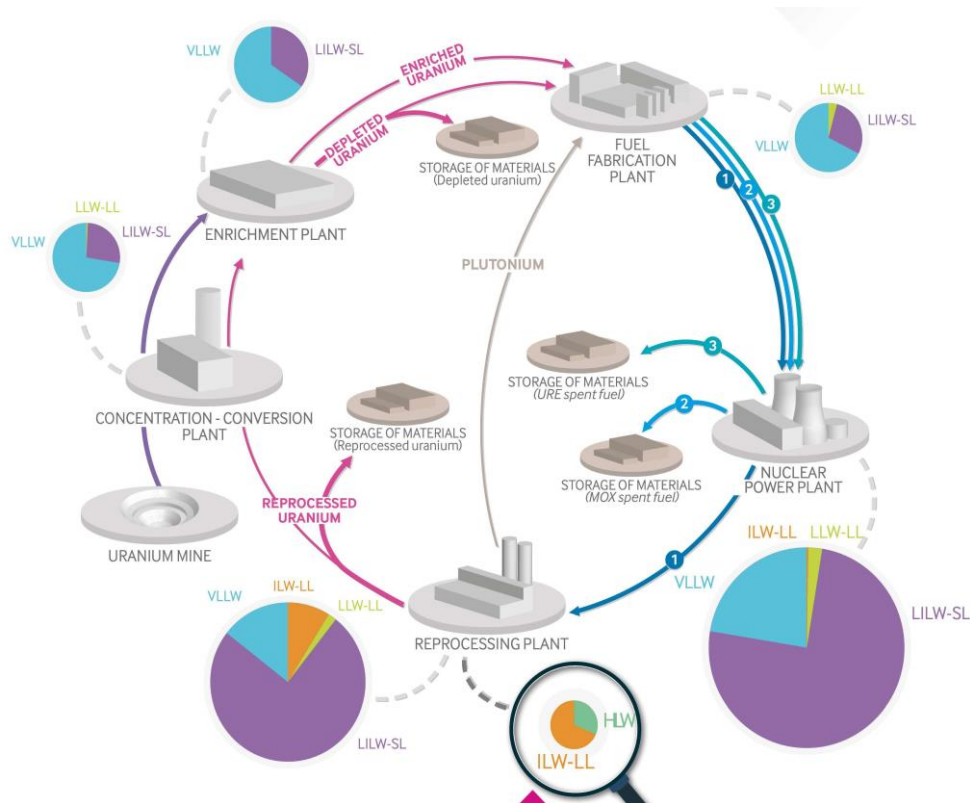 VLLW
LILW-SL
ENRICHED
URANIUM
DEPLETED
URANIUM
STORAGE OF MATERIALS
(Depleted uranium)
FUEL
FABRICATION
PLANT
LLW-LL
LILW-SL
VLLW
1
2
3
ENRICHMENT PLANT
LLW-LL
VLLW
LILW-SL
PLUTONIUM
CONCENTRATION - CONVERSION
PLANT
STORAGE OF MATERIALS
(Reprocessed uranium)
3
STORAGE OF MATERIALS
(URE spent fuel)
2
STORAGE OF MATERIALS
(MOX spent fuel)
NUCLEAR
POWER PLANT
URANIUM MINE
REPROCESSED
URANIUM
1
REPROCESSING PLANT
VLLW
ILW-LL
LLW-LL
LILW-SL
ILW-LL
LLW-LL
VLLW
LILW-SL
HLW
ILW-LL